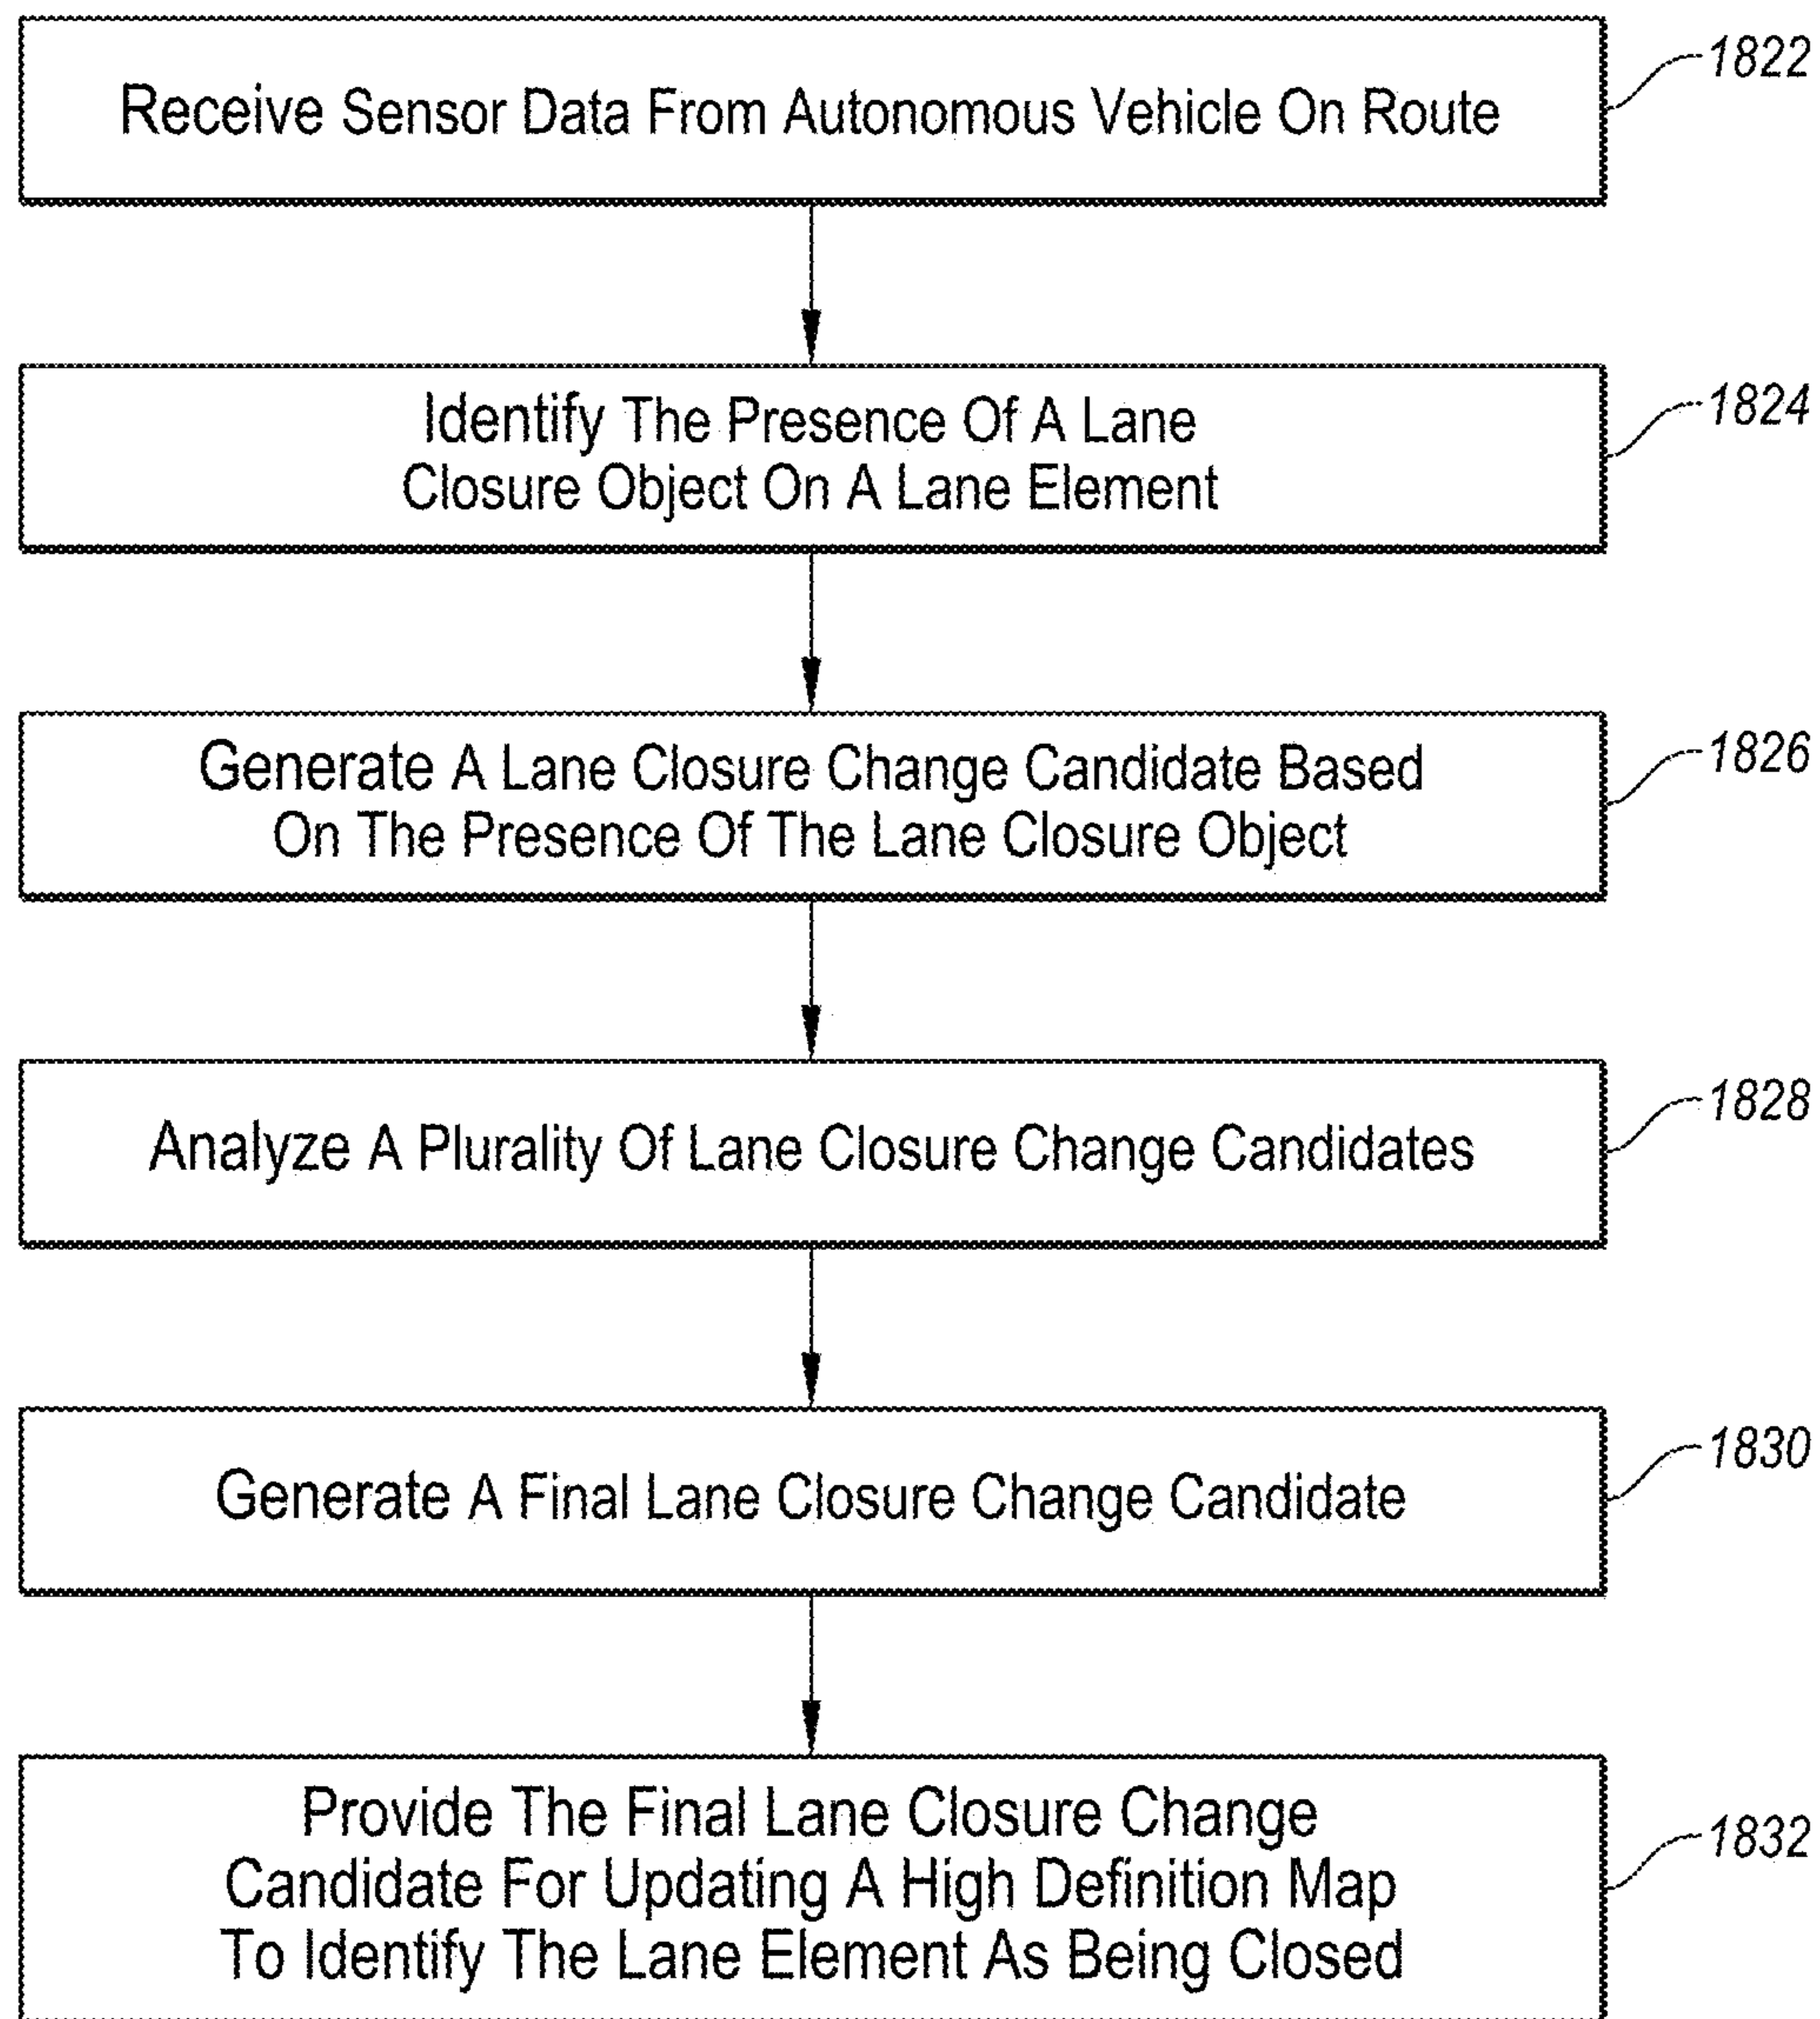 Receive Sensor Data From Autonomous Vehicle On Route
1822
Identify The Presence Of A Lane
Closure Object On A Lane Element
1824
Generate A Lane Closure Change Candidate Based
On The Presence Of The Lane Closure Object
1826
Analyze A Plurality Of Lane Closure Change Candidates
1828
Generate A Final Lane Closure Change Candidate
1830
Provide The Final Lane Closure Change
Candidate For Updating A High Definition Map
To Identify The Lane Element As Being Closed
1832